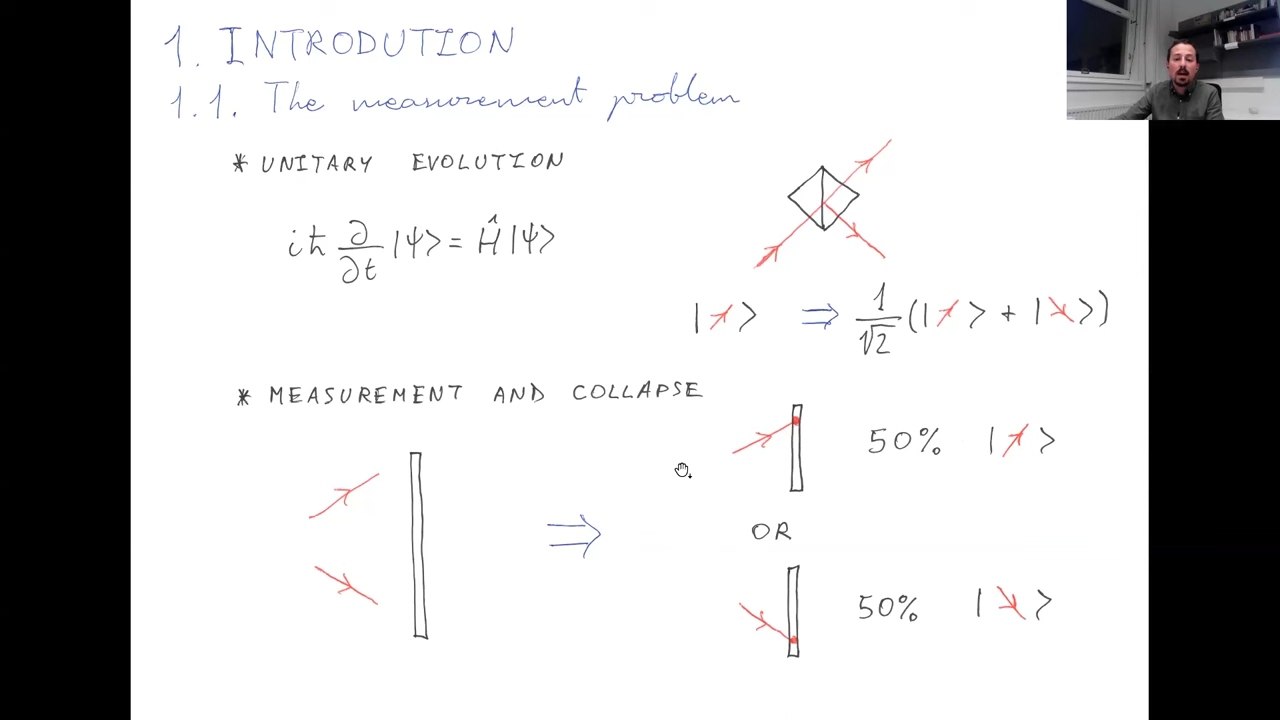 1. INTRODUTION
1.1. The measurement problem
* UNITARY EVOLUTION
iħ ∂/∂t |ψ> = Ĥ |ψ>
|↗> ⇒ 1/√2 (|↗> + |↘>)
* MEASUREMENT AND COLLAPSE
50% |↗>
⇒
OR
50% |↘>